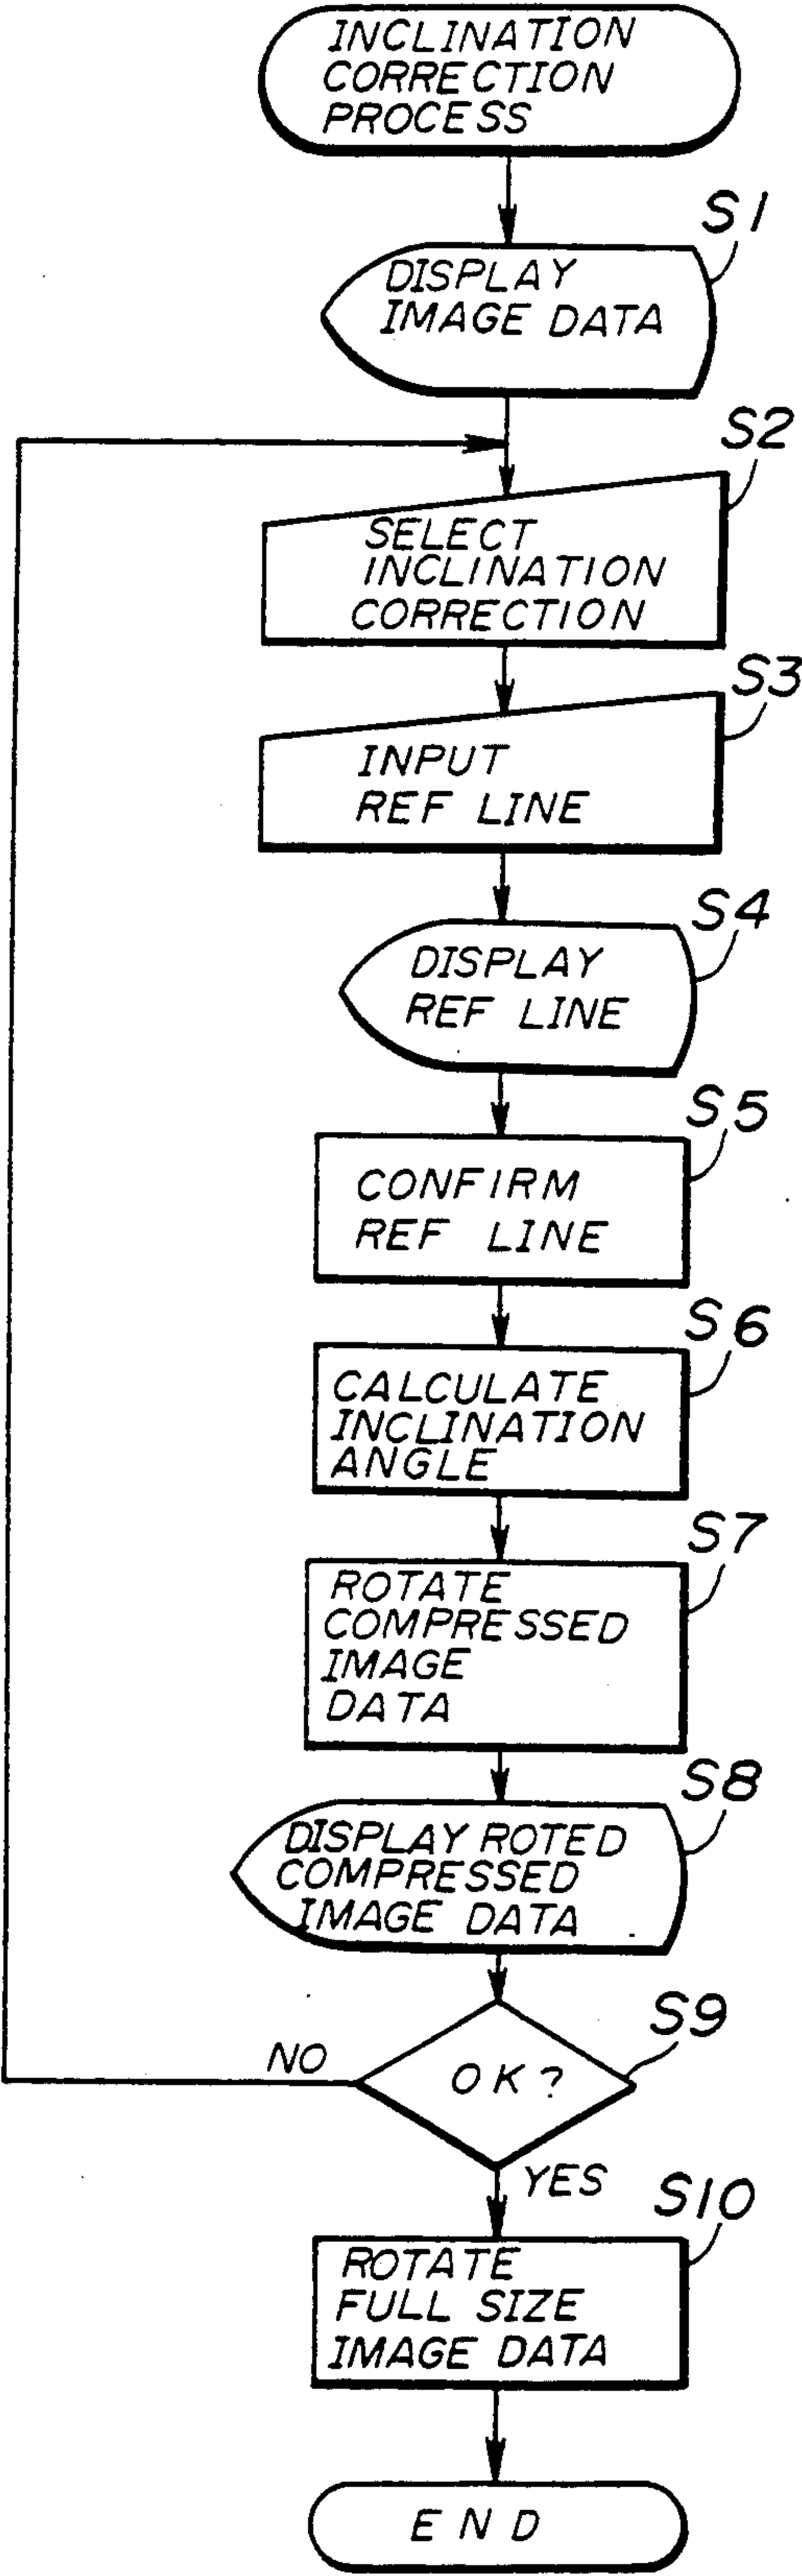 INCLINATION
CORRECTION
PROCESS
S1
DISPLAY
IMAGE DATA
S2
SELECT
INCLINATION
CORRECTION
S3
INPUT
REF LINE
S4
DISPLAY
REF LINE
S5
CONFIRM
REF LINE
S6
CALCULATE
INCLINATION
ANGLE
S7
ROTATE
COMPRESSED
IMAGE
DATA
S8
DISPLAY ROTED
COMPRESSED
IMAGE DATA
S9
NO
OK?
YES
S10
ROTATE
FULL SIZE
IMAGE DATA
END